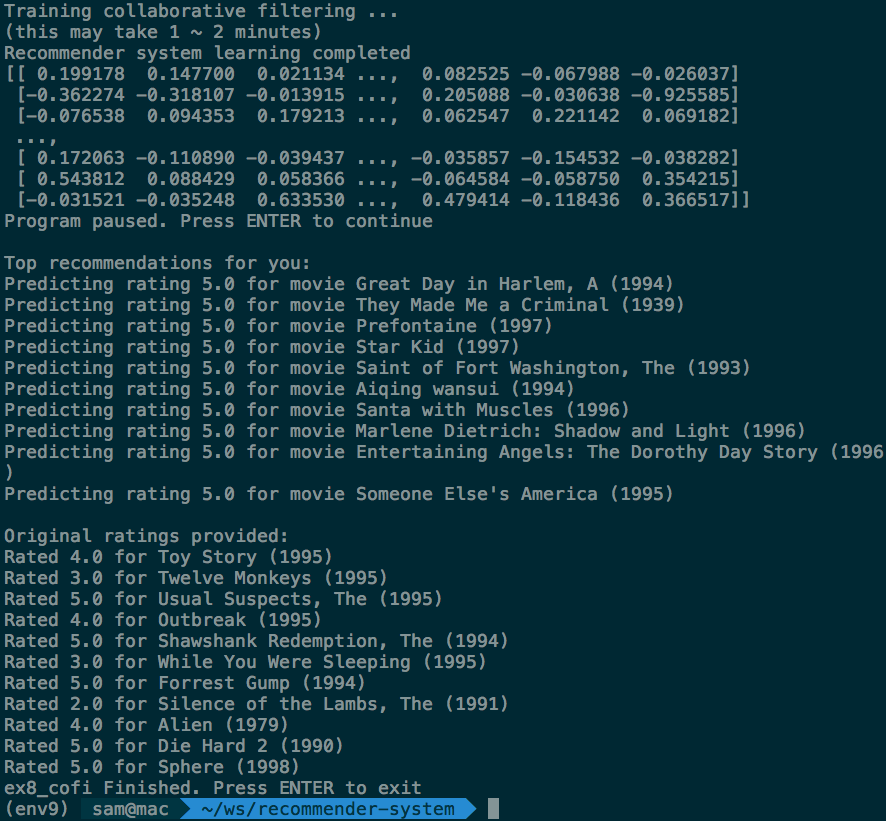 Training collaborative filtering ...
(this may take 1 ~ 2 minutes)
Recommender system learning completed
[[ 0.199178  0.147700  0.021134 ...,  0.082525 -0.067988 -0.026037]
 [-0.362274 -0.318107 -0.013915 ...,  0.205088 -0.030638 -0.925585]
 [-0.076538  0.094353  0.179213 ...,  0.062547  0.221142  0.069182]
 ...,
 [ 0.172063 -0.110890 -0.039437 ..., -0.035857 -0.154532 -0.038282]
 [ 0.543812  0.088429  0.058366 ..., -0.064584 -0.058750  0.354215]
 [-0.031521 -0.035248  0.633530 ...,  0.479414 -0.118436  0.366517]]
Program paused. Press ENTER to continue

Top recommendations for you:
Predicting rating 5.0 for movie Great Day in Harlem, A (1994)
Predicting rating 5.0 for movie They Made Me a Criminal (1939)
Predicting rating 5.0 for movie Prefontaine (1997)
Predicting rating 5.0 for movie Star Kid (1997)
Predicting rating 5.0 for movie Saint of Fort Washington, The (1993)
Predicting rating 5.0 for movie Aiqing wansui (1994)
Predicting rating 5.0 for movie Santa with Muscles (1996)
Predicting rating 5.0 for movie Marlene Dietrich: Shadow and Light (1996)
Predicting rating 5.0 for movie Entertaining Angels: The Dorothy Day Story (1996
)
Predicting rating 5.0 for movie Someone Else's America (1995)

Original ratings provided:
Rated 4.0 for Toy Story (1995)
Rated 3.0 for Twelve Monkeys (1995)
Rated 5.0 for Usual Suspects, The (1995)
Rated 4.0 for Outbreak (1995)
Rated 5.0 for Shawshank Redemption, The (1994)
Rated 3.0 for While You Were Sleeping (1995)
Rated 5.0 for Forrest Gump (1994)
Rated 2.0 for Silence of the Lambs, The (1991)
Rated 4.0 for Alien (1979)
Rated 5.0 for Die Hard 2 (1990)
Rated 5.0 for Sphere (1998)
ex8_cofi Finished. Press ENTER to exit
(env9) sam@mac ~/ws/recommender-system